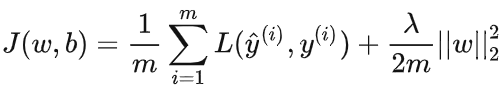 J(w, b) = \frac{1}{m} \sum_{i=1}^{m} L(\hat{y}^{(i)}, y^{(i)}) + \frac{\lambda}{2m} ||w||_2^2